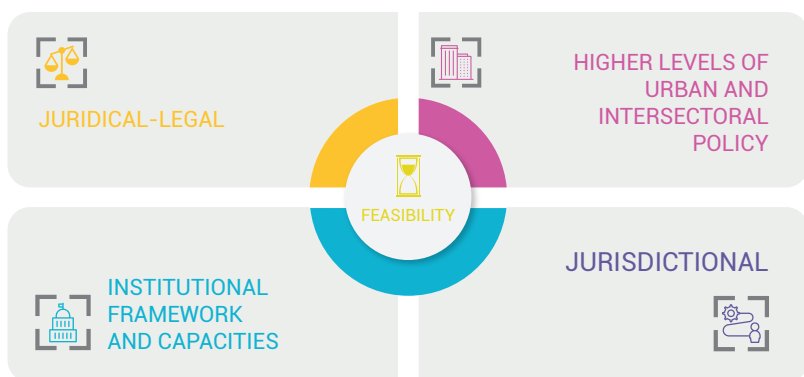 JURIDICAL-LEGAL
HIGHER LEVELS OF
URBAN AND
INTERSECTORAL
POLICY
FEASIBILITY
INSTITUTIONAL
FRAMEWORK
AND CAPACITIES
JURISDICTIONAL